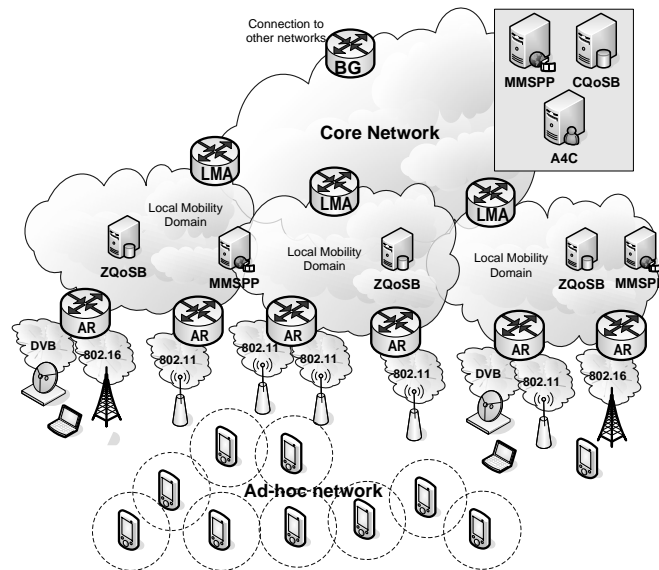 Connection to
other networks
BG
MMSPP
CQoSB
A4C
Core Network
LMA
LMA
LMA
Local Mobility
Domain
ZQoSB
MMSPP
Local Mobility
Domain
ZQoSB
Local Mobility
Domain
ZQoSB
MMSPP
AR
AR
AR
AR
AR
AR
DVB
802.16
802.11
802.11
802.11
802.11
DVB
802.11
802.16
Ad-hoc network